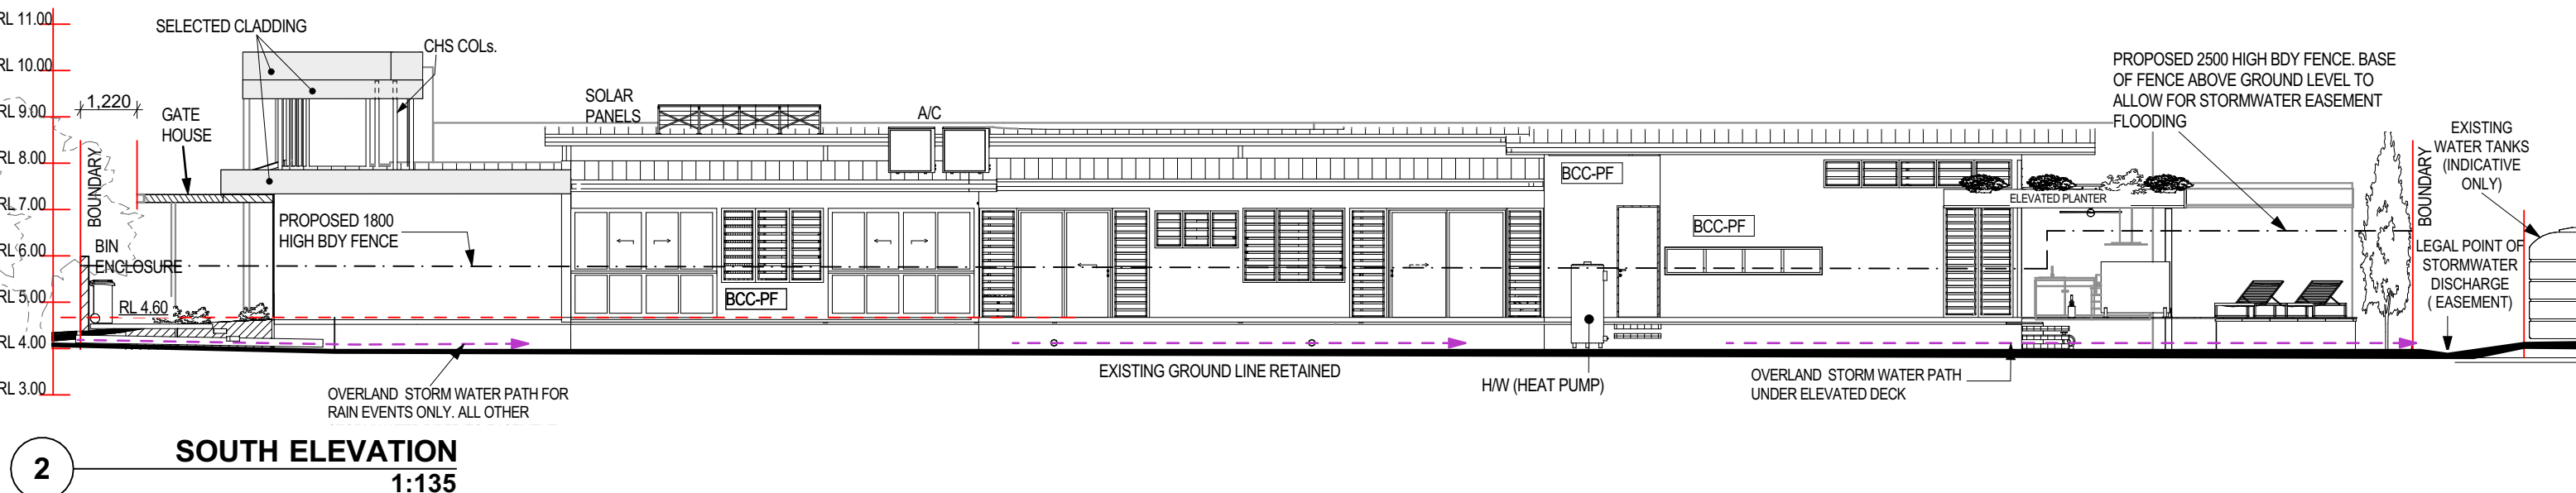 RL 11.00
RL 10.00
RL 9.00
RL 8.00
RL 7.00
RL 6.00
RL 5.00
RL 4.00
RL 3.00
SELECTED CLADDING
CHS COLs.
1,220
GATE
HOUSE
BOUNDARY
BIN
ENCLOSURE
RL 4.60
PROPOSED 1800
HIGH BDY FENCE
SOLAR
PANELS
A/C
BCC-PF
BCC-PF
BCC-PF
ELEVATED PLANTER
PROPOSED 2500 HIGH BDY FENCE. BASE
OF FENCE ABOVE GROUND LEVEL TO
ALLOW FOR STORMWATER EASEMENT
FLOODING
BOUNDARY
EXISTING
WATER TANKS
(INDICATIVE
ONLY)
LEGAL POINT OF
STORMWATER
DISCHARGE
( EASEMENT)
OVERLAND STORM WATER PATH FOR
RAIN EVENTS ONLY. ALL OTHER
EXISTING GROUND LINE RETAINED
H/W (HEAT PUMP)
OVERLAND STORM WATER PATH
UNDER ELEVATED DECK
2
SOUTH ELEVATION
1:135